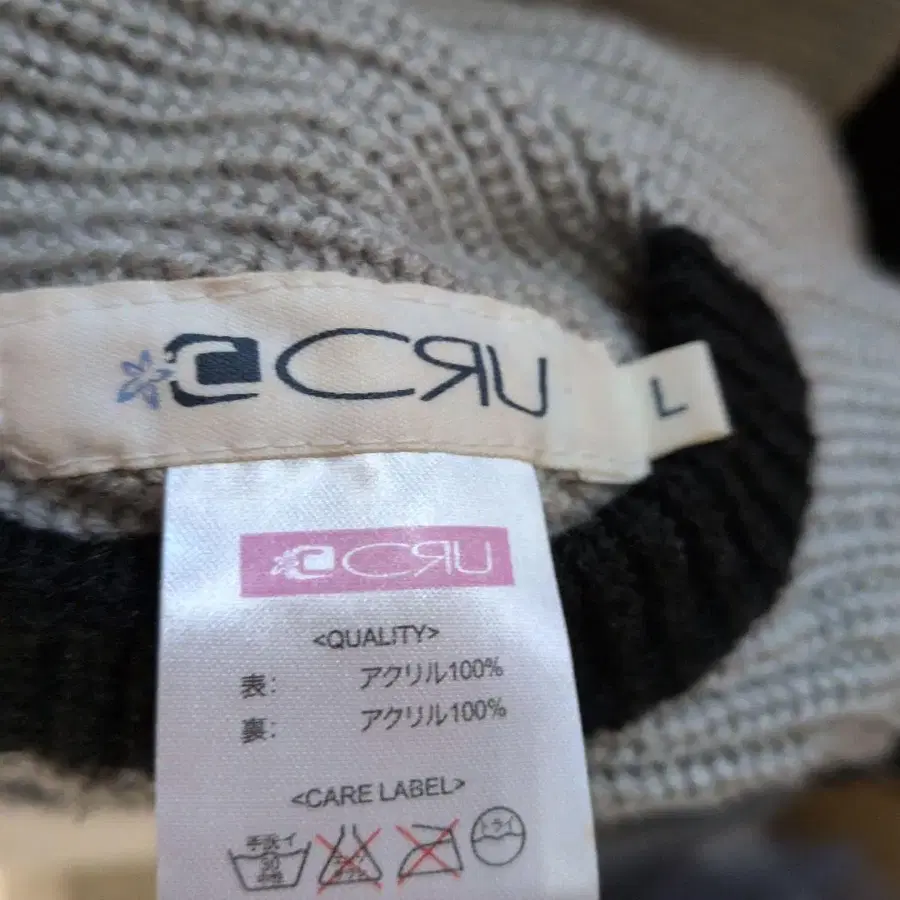 CRU
L
CRU
<QUALITY>
表: アクリル100%
裏: アクリル100%
<CARE LABEL>
手洗イ
30
ドライ